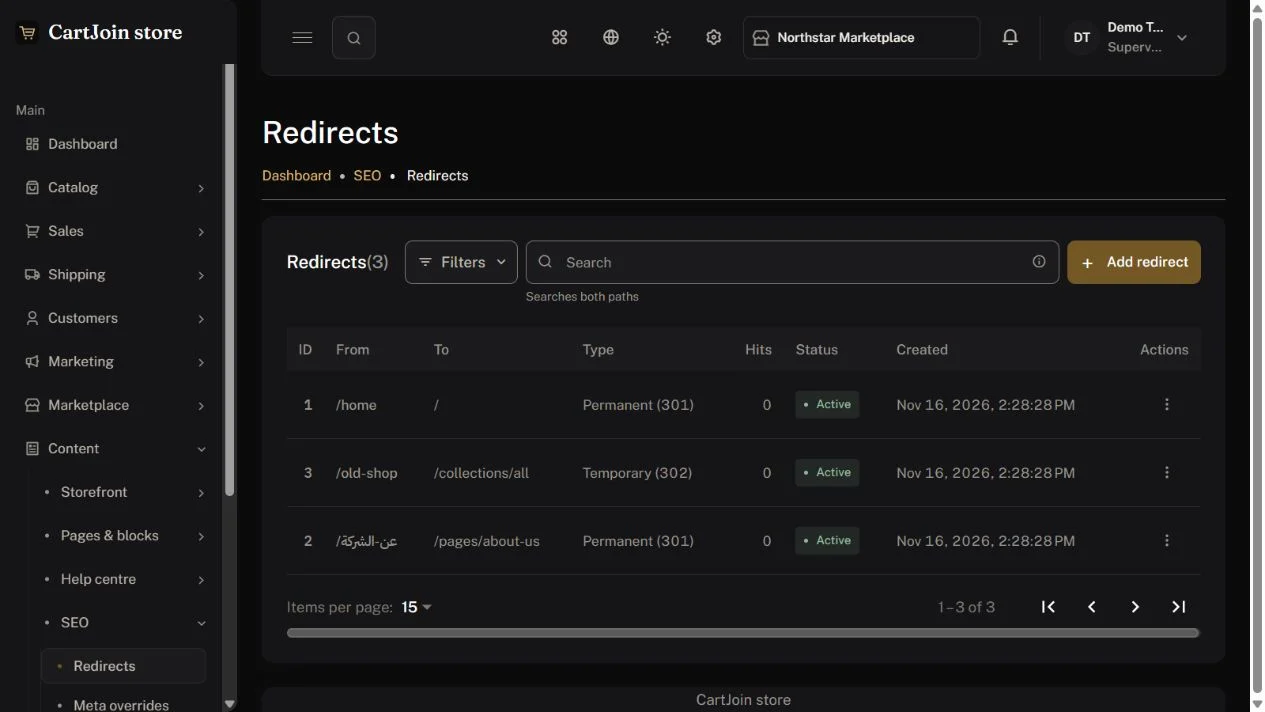 CartJoin store
Northstar Marketplace
DT
Demo T...
Superv...
Main
Dashboard
Catalog
Sales
Shipping
Customers
Marketing
Marketplace
Content
Storefront
Pages & blocks
Help centre
SEO
Redirects
Meta overrides
Redirects
Dashboard • SEO • Redirects
Redirects(3)
Filters
Search
Add redirect
Searches both paths
ID From To Type Hits Status Created Actions
1 /home / Permanent (301) 0 Active Nov 16, 2026, 2:28:28 PM
3 /old-shop /collections/all Temporary (302) 0 Active Nov 16, 2026, 2:28:28 PM
2 /عن-الشركة /pages/about-us Permanent (301) 0 Active Nov 16, 2026, 2:28:28 PM
Items per page: 15
1–3 of 3
CartJoin store